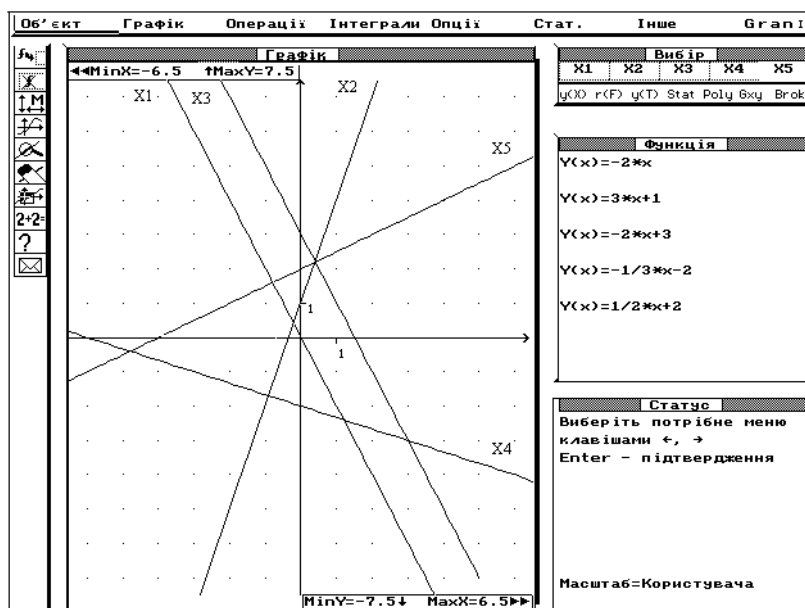 Об'єкт Графік Операції Інтеграли Опції Стат. Інше GranI
Графік
◄◄MinX=-6.5 ↑MaxY=7.5
X1
X3
X2
X5
1
1
X4
MinY=-7.5↓ MaxX=6.5►►
2+2=
?
Вибір
X1 X2 X3 X4 X5
y(X) r(F) y(T) Stat Poly Gxy Brok
Функція
Y(x)=-2*x
Y(x)=3*x+1
Y(x)=-2*x+3
Y(x)=-1/3*x-2
Y(x)=1/2*x+2
Статус
Виберіть потрібне меню
клавішами ←, →
Enter - підтвердження
Масштаб=Користувача